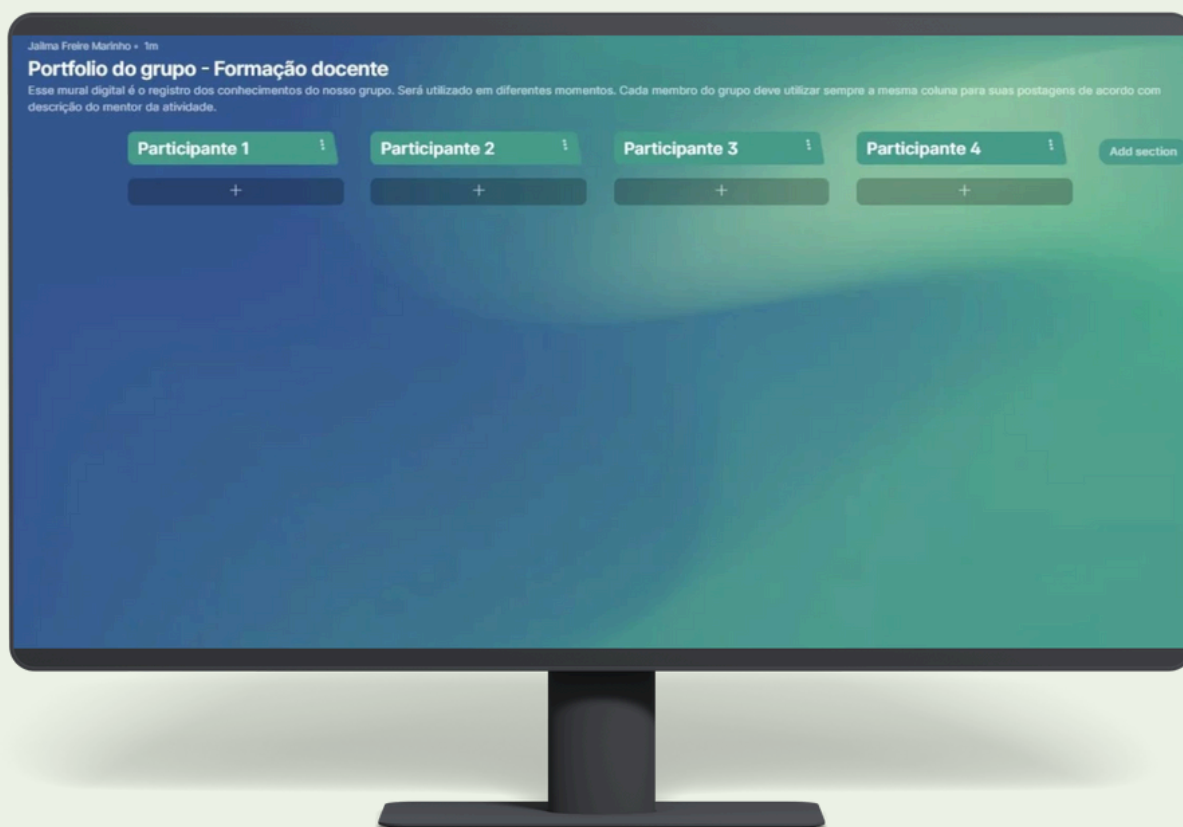 Jailma Freire Marinho • 1m
Portfolio do grupo - Formação docente
Esse mural digital é o registro dos conhecimentos do nosso grupo. Será utilizado em diferentes momentos. Cada membro do grupo deve utilizar sempre a mesma coluna para suas postagens de acordo com
descrição do mentor da atividade.
Participante 1
Participante 2
Participante 3
Participante 4
Add section